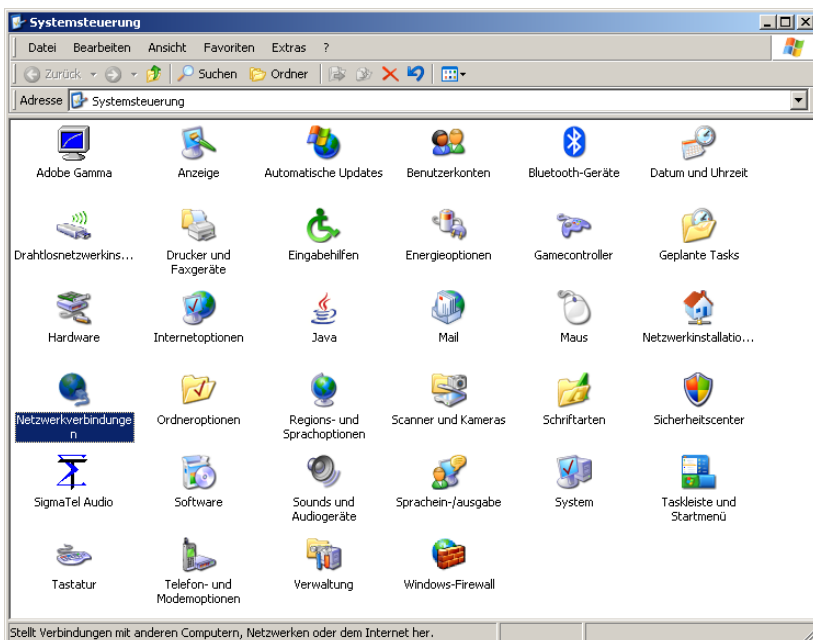 Systemsteuerung
Datei Bearbeiten Ansicht Favoriten Extras ?
Zurück Suchen Ordner
Adresse Systemsteuerung
Adobe Gamma Anzeige Automatische Updates Benutzerkonten Bluetooth-Geräte Datum und Uhrzeit
Drahtlosnetzwerkins... Drucker und Eingabehilfen Energieoptionen Gamecontroller Geplante Tasks
Faxgeräte
Hardware Internetoptionen Java Mail Maus Netzwerkinstallatio...
Netzwerkverbindunge Ordneroptionen Regions- und Scanner und Kameras Schriftarten Sicherheitscenter
n Sprachoptionen
SigmaTel Audio Software Sounds und Sprachein-/ausgabe System Taskleiste und
Audiogeräte Startmenü
Tastatur Telefon- und Verwaltung Windows-Firewall
Modemoptionen
Stellt Verbindungen mit anderen Computern, Netzwerken oder dem Internet her.